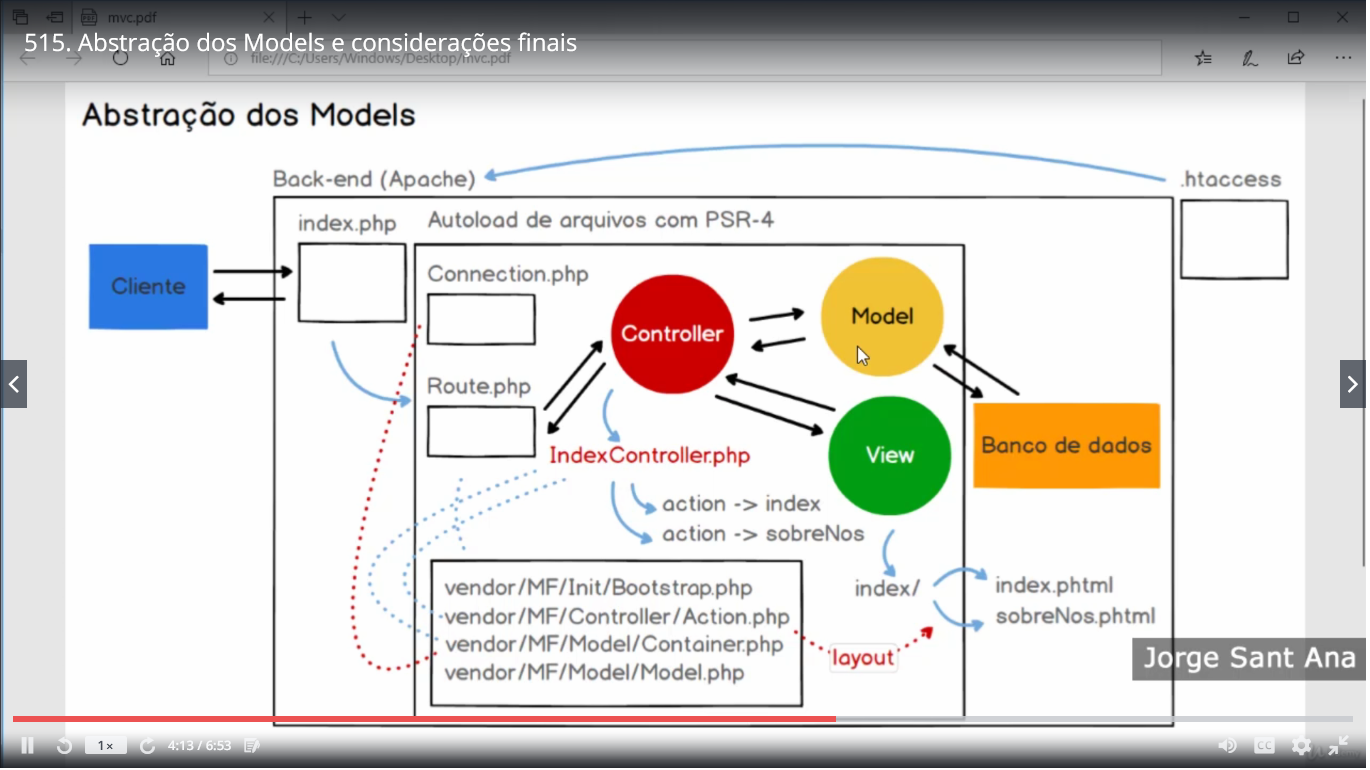 mvc.pdf
515. Abstração dos Models e considerações finais
file:///C:/Users/Windows/Desktop/mvc.pdf
Abstração dos Models
Back-end (Apache)
.htaccess
index.php
Autoload de arquivos com PSR-4
Cliente
Connection.php
Controller
Model
Route.php
IndexController.php
View
Banco de dados
action -> index
action -> sobreNos
vendor/MF/Init/Bootstrap.php
vendor/MF/Controller/Action.php
vendor/MF/Model/Container.php
vendor/MF/Model/Model.php
index/
index.phtml
sobreNos.phtml
layout
Jorge Sant Ana
1×
4:13 / 6:53
CC